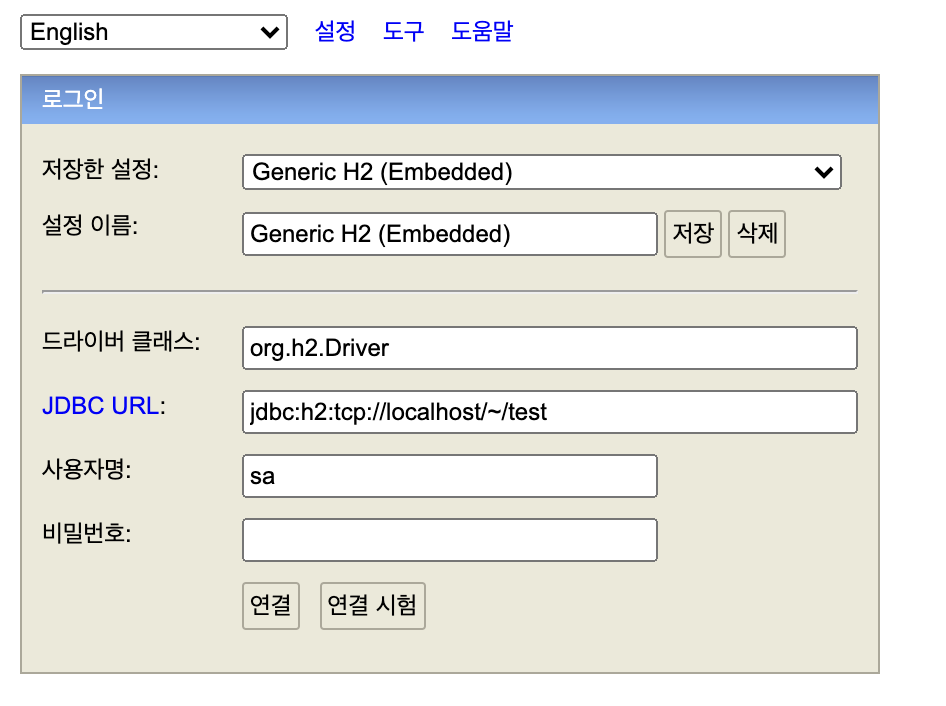 English 설정 도구 도움말
로그인
저장한 설정: Generic H2 (Embedded)
설정 이름: Generic H2 (Embedded) 저장 삭제
드라이버 클래스: org.h2.Driver
JDBC URL: jdbc:h2:tcp://localhost/~/test
사용자명: sa
비밀번호:
연결 연결 시험